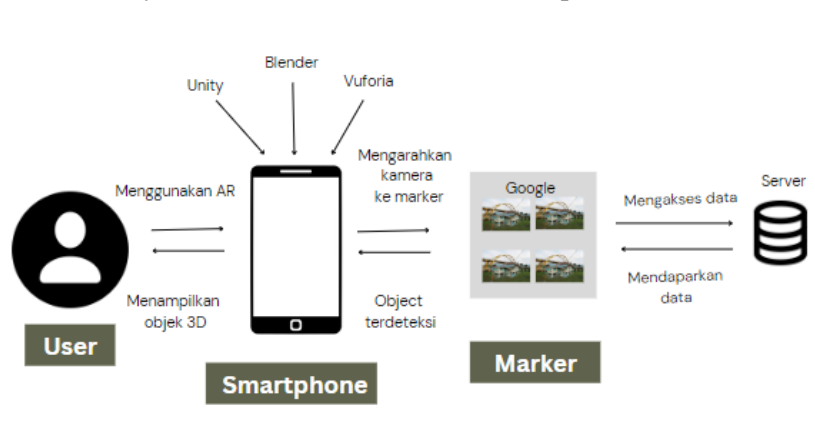 Blender
Unity
Vuforia
Menggunakan AR
Mengarahkan
kamera
ke marker
Google
Mengakses data
Server
Menampilkan
objek 3D
Object
terdeteksi
Mendaparkan
data
User
Smartphone
Marker